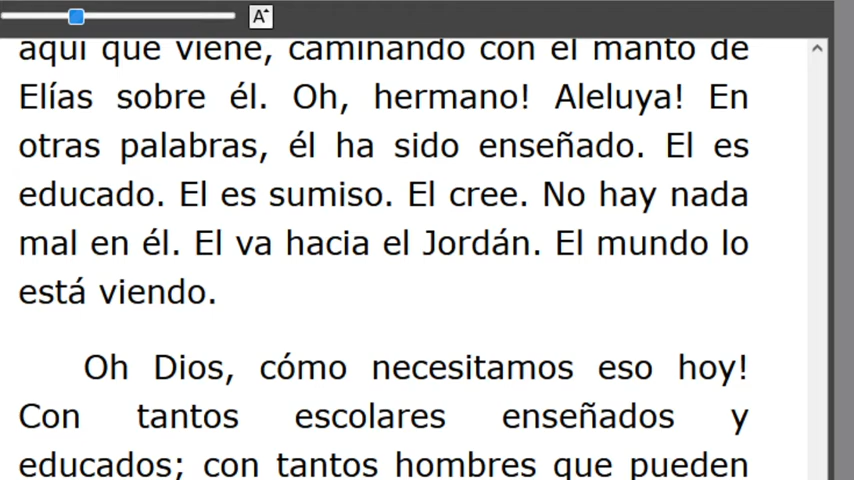 A
aquí que viene, caminando con el manto de
Elías sobre él. Oh, hermano! Aleluya! En
otras palabras, él ha sido enseñado. El es
educado. El es sumiso. El cree. No hay nada
mal en él. El va hacia el Jordán. El mundo lo
está viendo.
Oh Dios, cómo necesitamos eso hoy!
Con tantos escolares enseñados y
educados; con tantos hombres que pueden